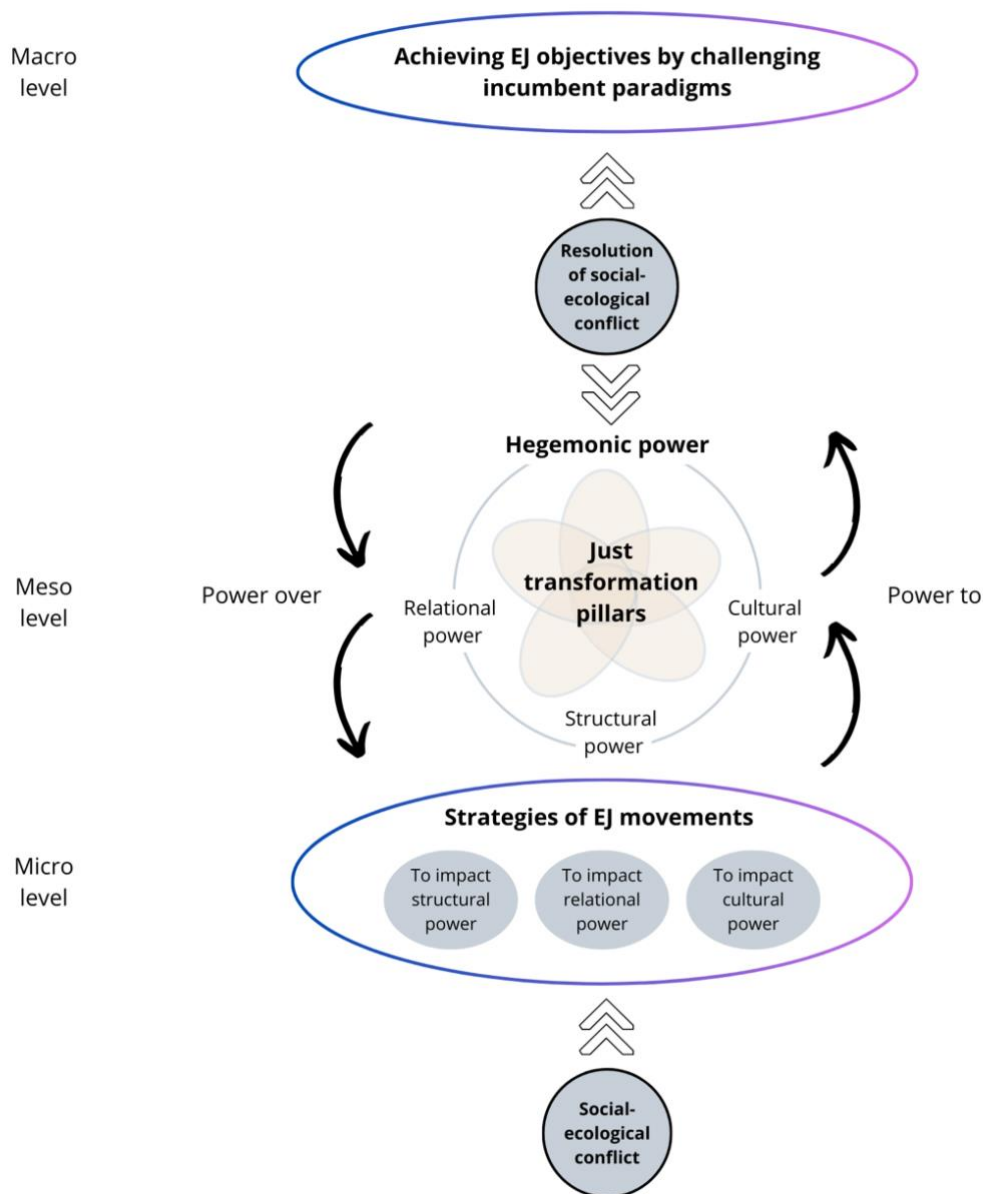 Macro
level
Achieving EJ objectives by challenging
incumbent paradigms
Resolution
of social-
ecological
conflict
Hegemonic power
Meso
level
Power over
Relational
power
Just
transformation
pillars
Cultural
power
Power to
Structural
power
Micro
level
Strategies of EJ movements
To impact
structural
power
To impact
relational
power
To impact
cultural
power
Social-
ecological
conflict